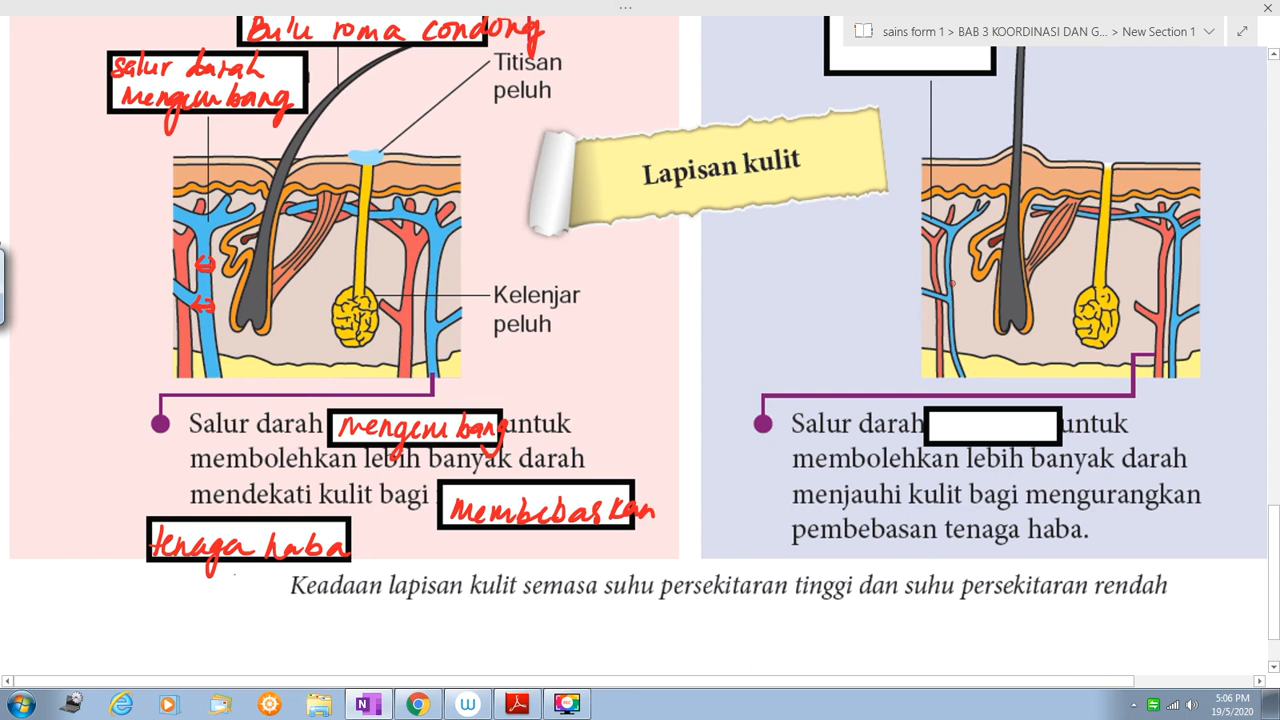 sains form 1 > BAB 3 KOORDINASI DAN G... > New Section 1
Bulu roma condong
salur darah
mengembang
Titisan
peluh
Lapisan kulit
Kelenjar
peluh
Salur darah mengembang untuk
membolehkan lebih banyak darah
mendekati kulit bagi membebaskan
tenaga haba
Salur darah untuk
membolehkan lebih banyak darah
menjauhi kulit bagi mengurangkan
pembebasan tenaga haba.
Keadaan lapisan kulit semasa suhu persekitaran tinggi dan suhu persekitaran rendah
5:06 PM
19/5/2020